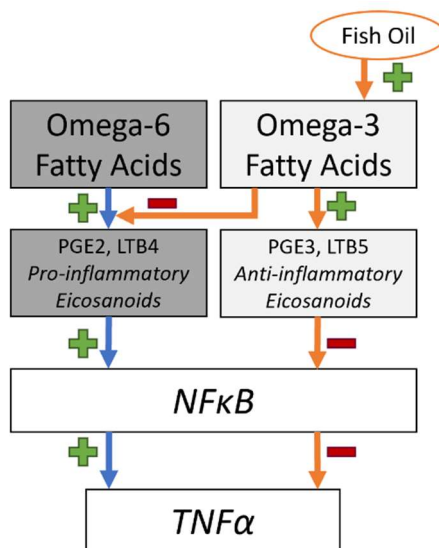 Fish Oil
Omega-6
Fatty Acids
Omega-3
Fatty Acids
PGE2, LTB4
Pro-inflammatory
Eicosanoids
PGE3, LTB5
Anti-inflammatory
Eicosanoids
NFκB
TNFα